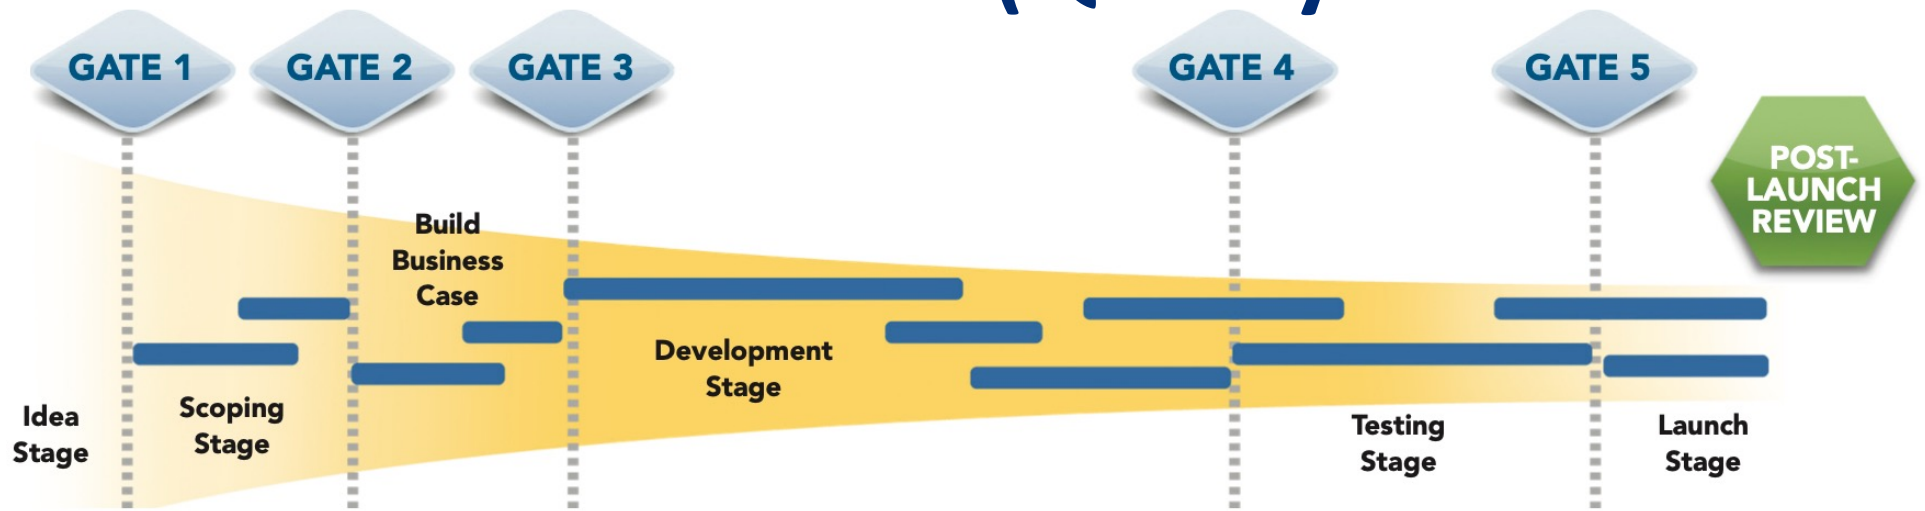 GATE 1
GATE 2
GATE 3
GATE 4
GATE 5
POST-
LAUNCH
REVIEW
Build
Business
Case
Development
Stage
Idea
Stage
Scoping
Stage
Testing
Stage
Launch
Stage